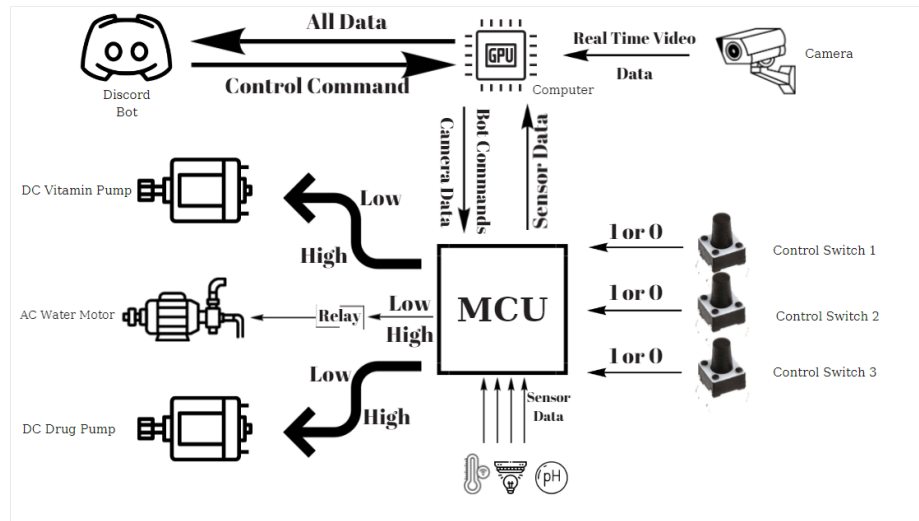 All Data
Control Command
Discord
Bot
GPU
Computer
Real Time Video
Data
Camera
Camera Data
Bot Commands
Sensor Data
DC Vitamin Pump
Low
High
AC Water Motor
Relay
Low
High
DC Drug Pump
Low
High
MCU
1 or 0
Control Switch 1
1 or 0
Control Switch 2
1 or 0
Control Switch 3
Sensor
Data
pH